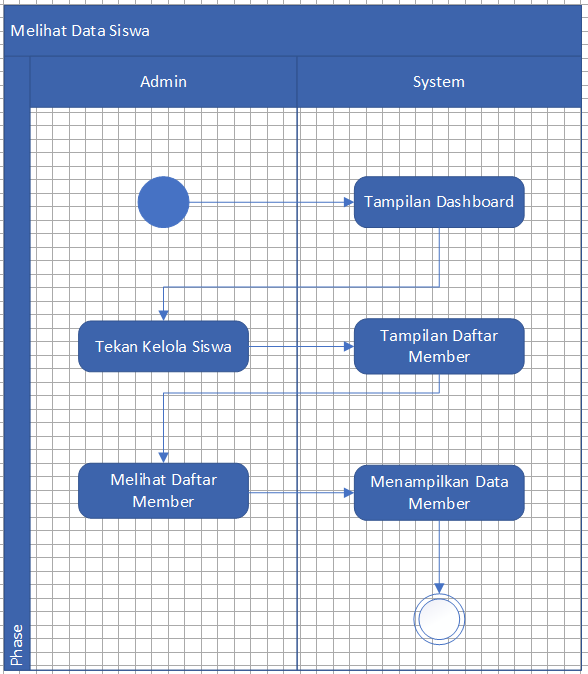 Melihat Data Siswa
Admin
System
Tampilan Dashboard
Tekan Kelola Siswa
Tampilan Daftar
Member
Melihat Daftar
Member
Menampilkan Data
Member
Phase